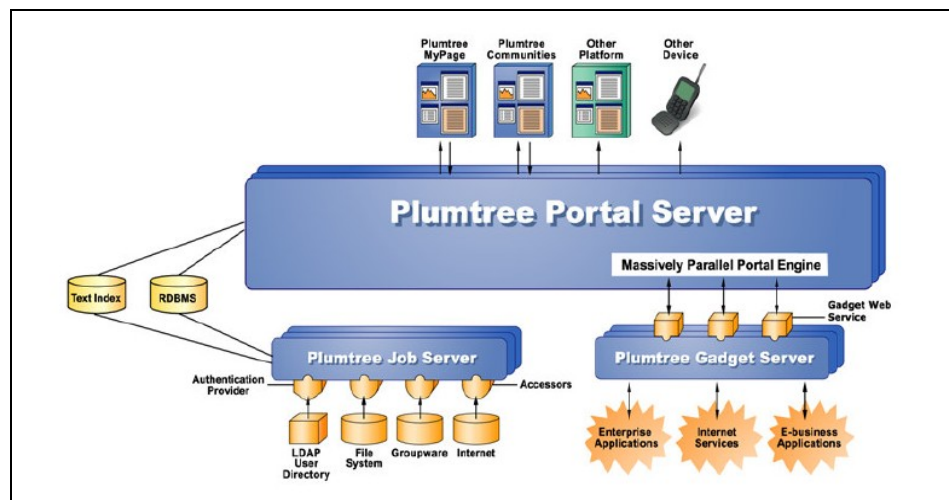 Plumtree
MyPage
Plumtree
Communities
Other
Platform
Other
Device
Plumtree Portal Server
Massively Parallel Portal Engine
Text Index
RDBMS
Gadget Web
Service
Plumtree Job Server
Plumtree Gadget Server
Authentication
Provider
Accessors
LDAP
User
Directory
File
System
Groupware
Internet
Enterprise
Applications
Internet
Services
E-business
Applications